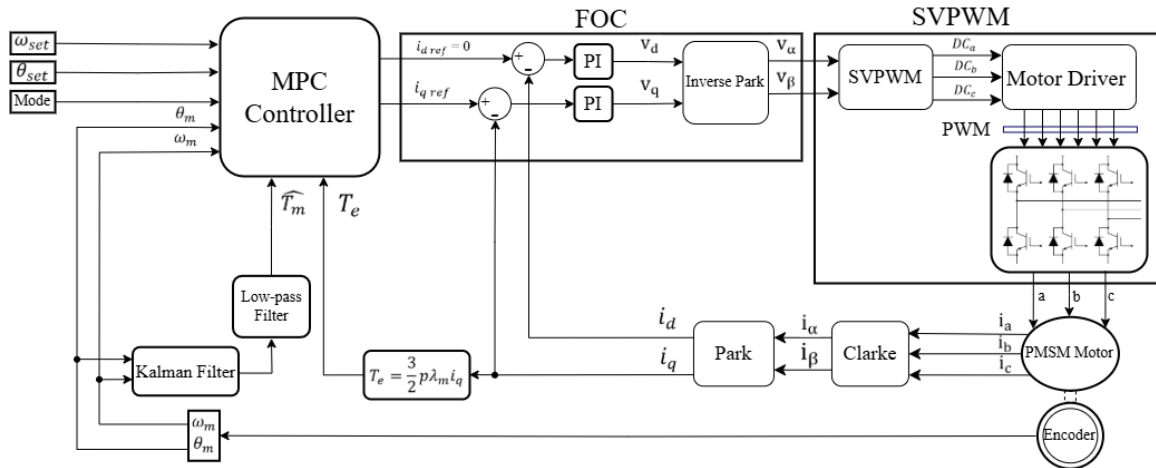 FOC
SVPWM
ω_set
θ_set
Mode
θ_m
ω_m
MPC
Controller
i_d ref = 0
i_q ref
+
-
+
-
PI
PI
v_d
v_q
Inverse Park
v_α
v_β
SVPWM
DC_a
DC_b
DC_c
Motor Driver
PWM
a
b
c
\widehat{T_m}
T_e
Low-pass
Filter
Kalman Filter
T_e = 3/2 pλ_m i_q
i_d
i_q
Park
i_α
i_β
Clarke
i_a
i_b
i_c
PMSM Motor
Encoder
ω_m
θ_m